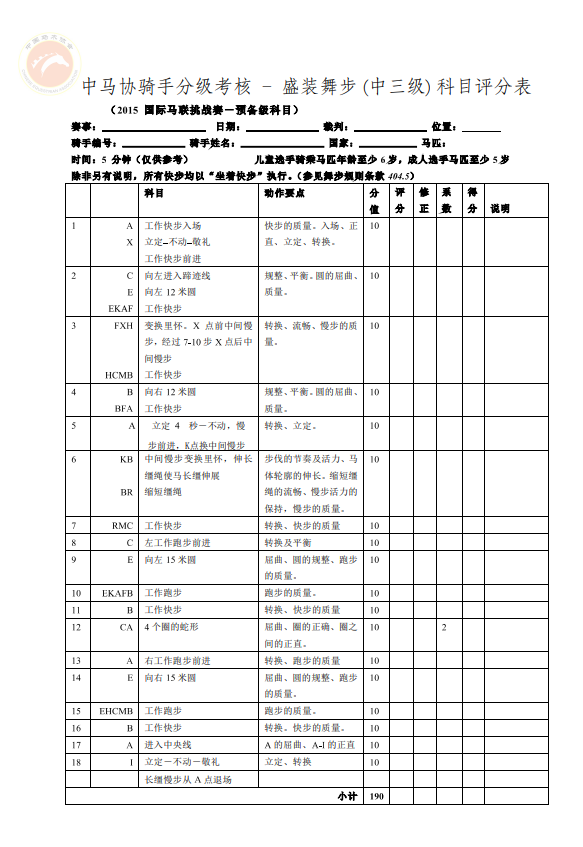 中马协骑手分级考核 － 盛装舞步(中三级)科目评分表
（2015 国际马联挑战赛－预备级科目）
赛事： 日期： 裁判： 位置：
骑手编号： 骑手姓名： 国家： 马匹：
时间：5 分钟（仅供参考） 儿童选手骑乘马匹年龄至少 6 岁，成人选手马匹至少 5 岁
除非另有说明，所有快步均以“坐着快步”执行。（参见舞步规则条款 404.5）
科目 动作要点 分 评 修 系 得
值 分 正 数 分 说明
1 A 工作快步入场 快步的质量。入场、正 10
X 立定–不动–敬礼 直、立定、转换。
工作快步前进
2 C 向左进入蹄迹线 规整、平衡。圆的屈曲、 10
E 向左 12 米圆 质量。
EKAF 工作快步
3 FXH 变换里怀。X 点前中间慢 转换、流畅、慢步的质 10
步，经过 7-10 步 X 点后中 量。
间慢步
HCMB 工作快步
4 B 向右 12 米圆 规整、平衡。圆的屈曲、 10
BFA 工作快步 质量。
5 A 立定 4 秒－不动，慢 转换、立定。 10
步前进，K点换中间慢步
6 KB 中间慢步变换里怀，伸长 步伐的节奏及活力、马 10
缰绳使马长缰伸展 体轮廓的伸长。缩短缰
BR 缩短缰绳 绳的流畅、慢步活力的
保持，慢步的质量。
7 RMC 工作快步 转换、快步的质量 10
8 C 左工作跑步前进 转换及平衡 10
9 E 向左 15 米圆 屈曲、圆的规整、跑步 10
的质量。
10 EKAFB 工作跑步 跑步的质量。 10
11 B 工作快步 转换、快步的质量 10
12 CA 4 个圈的蛇形 屈曲、圈的正确、圈之 10 2
间的正直。
13 A 右工作跑步前进 转换、跑步的质量 10
14 E 向右 15 米圆 屈曲、圆的规整、跑步 10
的质量。
15 EHCMB 工作跑步 跑步的质量。 10
16 B 工作快步 转换。快步的质量。 10
17 A 进入中央线 A 的屈曲、A-I 的正直 10
18 I 立定－不动－敬礼 立定、转换 10
长缰慢步从 A 点退场
小计 190